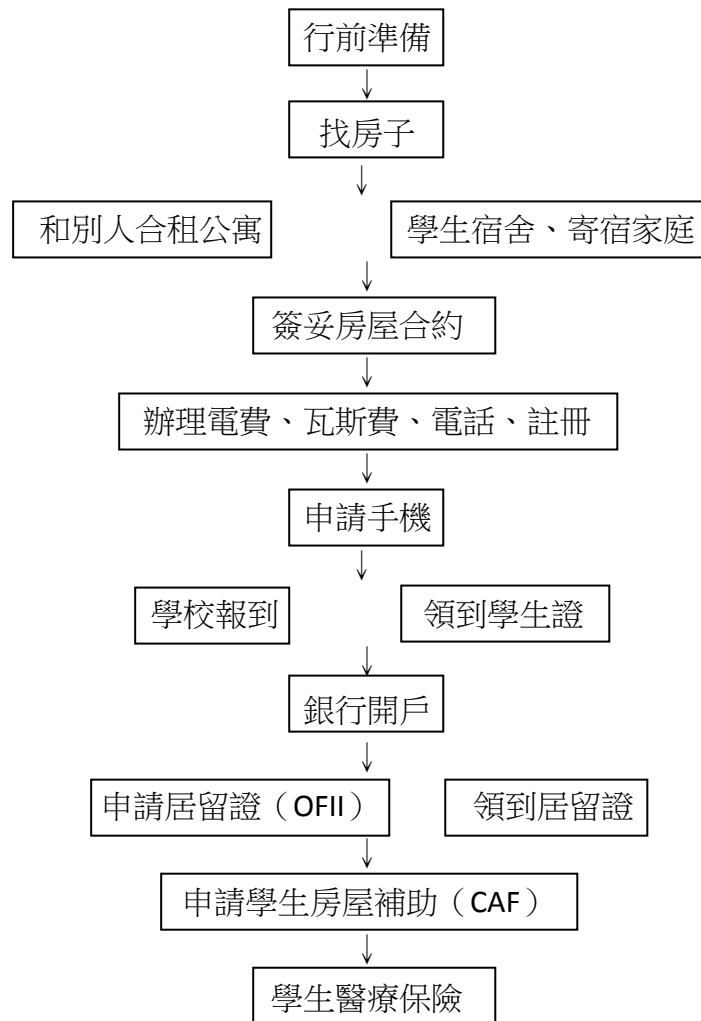 行前準備
找房子
和別人合租公寓
學生宿舍、寄宿家庭
簽妥房屋合約
辦理電費、瓦斯費、電話、註冊
申請手機
學校報到
領到學生證
銀行開戶
申請居留證（OFII）
領到居留證
申請學生房屋補助（CAF）
學生醫療保險